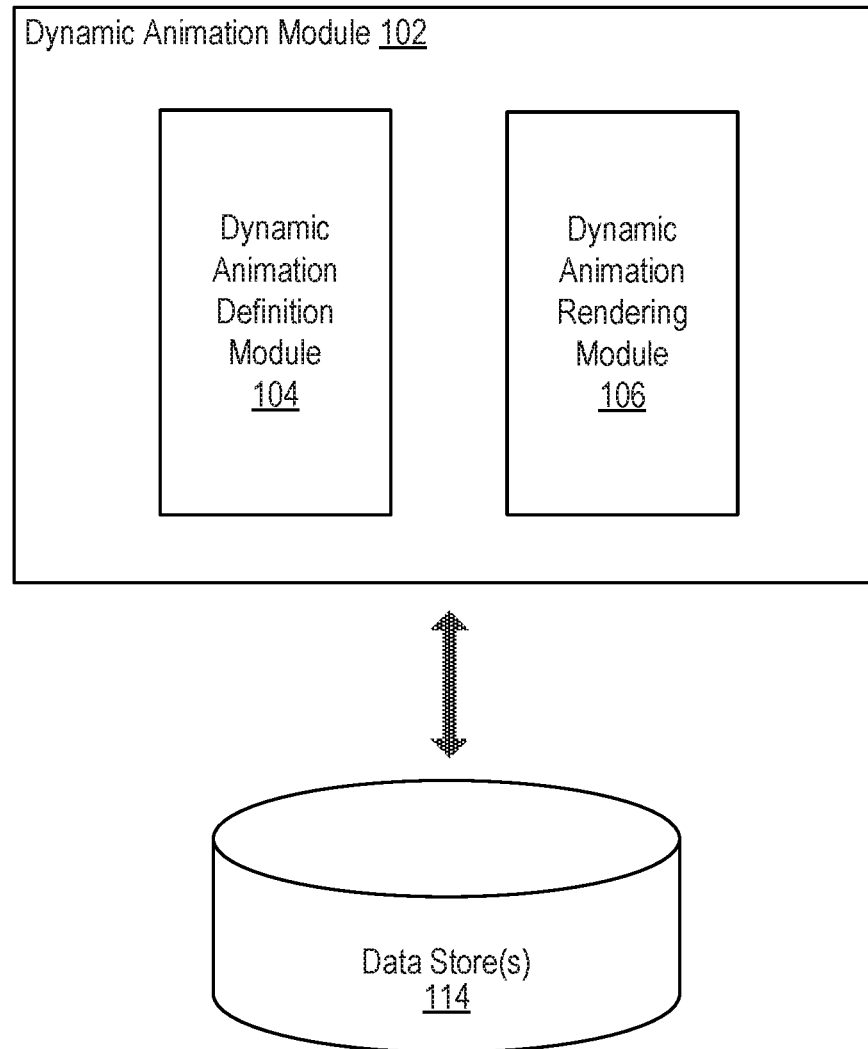 Dynamic Animation Module 102
Dynamic
Animation
Definition
Module
104
Dynamic
Animation
Rendering
Module
106
Data Store(s)
114